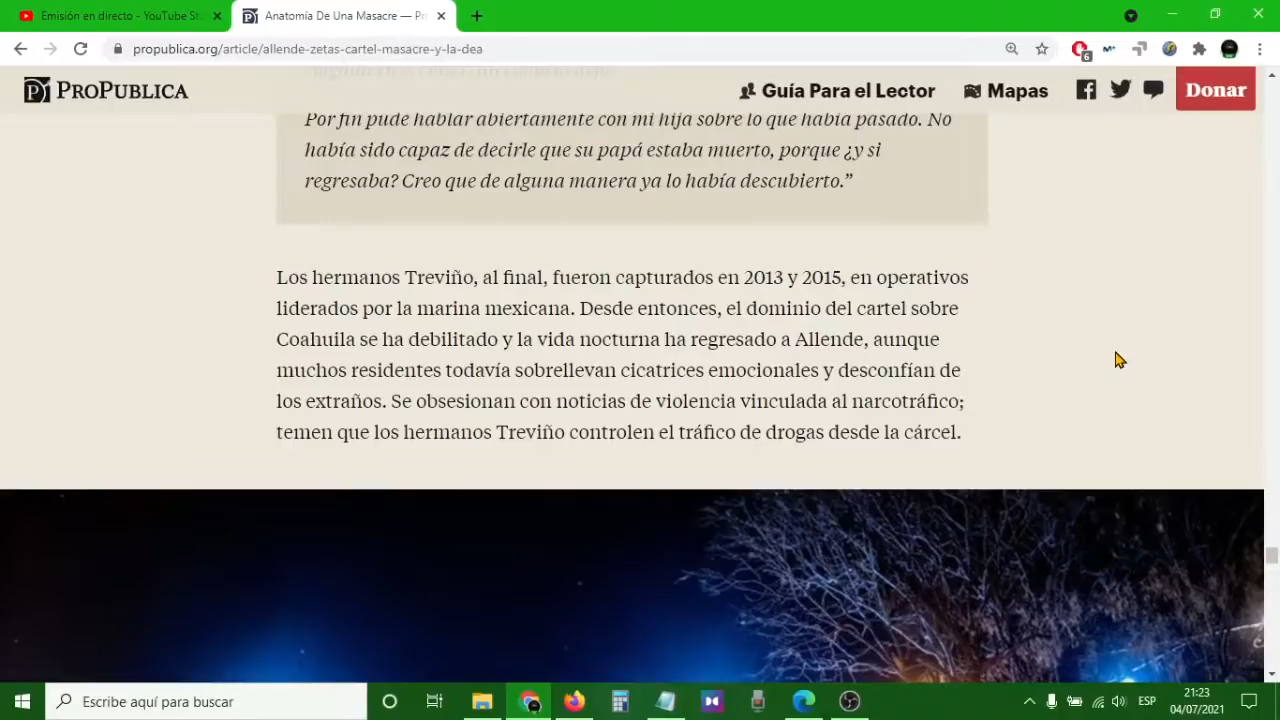 Emisión en directo - YouTube St
Anatomía De Una Masacre — Pr
propublica.org/article/allende-zetas-cartel-masacre-y-la-dea
6
PROPUBLICA
Guía Para el Lector
Mapas
Donar
Por fin pude hablar abiertamente con mi hija sobre lo que había pasado. No
había sido capaz de decirle que su papá estaba muerto, porque ¿y si
regresaba? Creo que de alguna manera ya lo había descubierto.”
Los hermanos Treviño, al final, fueron capturados en 2013 y 2015, en operativos
liderados por la marina mexicana. Desde entonces, el dominio del cartel sobre
Coahuila se ha debilitado y la vida nocturna ha regresado a Allende, aunque
muchos residentes todavía sobrellevan cicatrices emocionales y desconfían de
los extraños. Se obsesionan con noticias de violencia vinculada al narcotráfico;
temen que los hermanos Treviño controlen el tráfico de drogas desde la cárcel.
Escribe aquí para buscar
ESP
21:23
04/07/2021